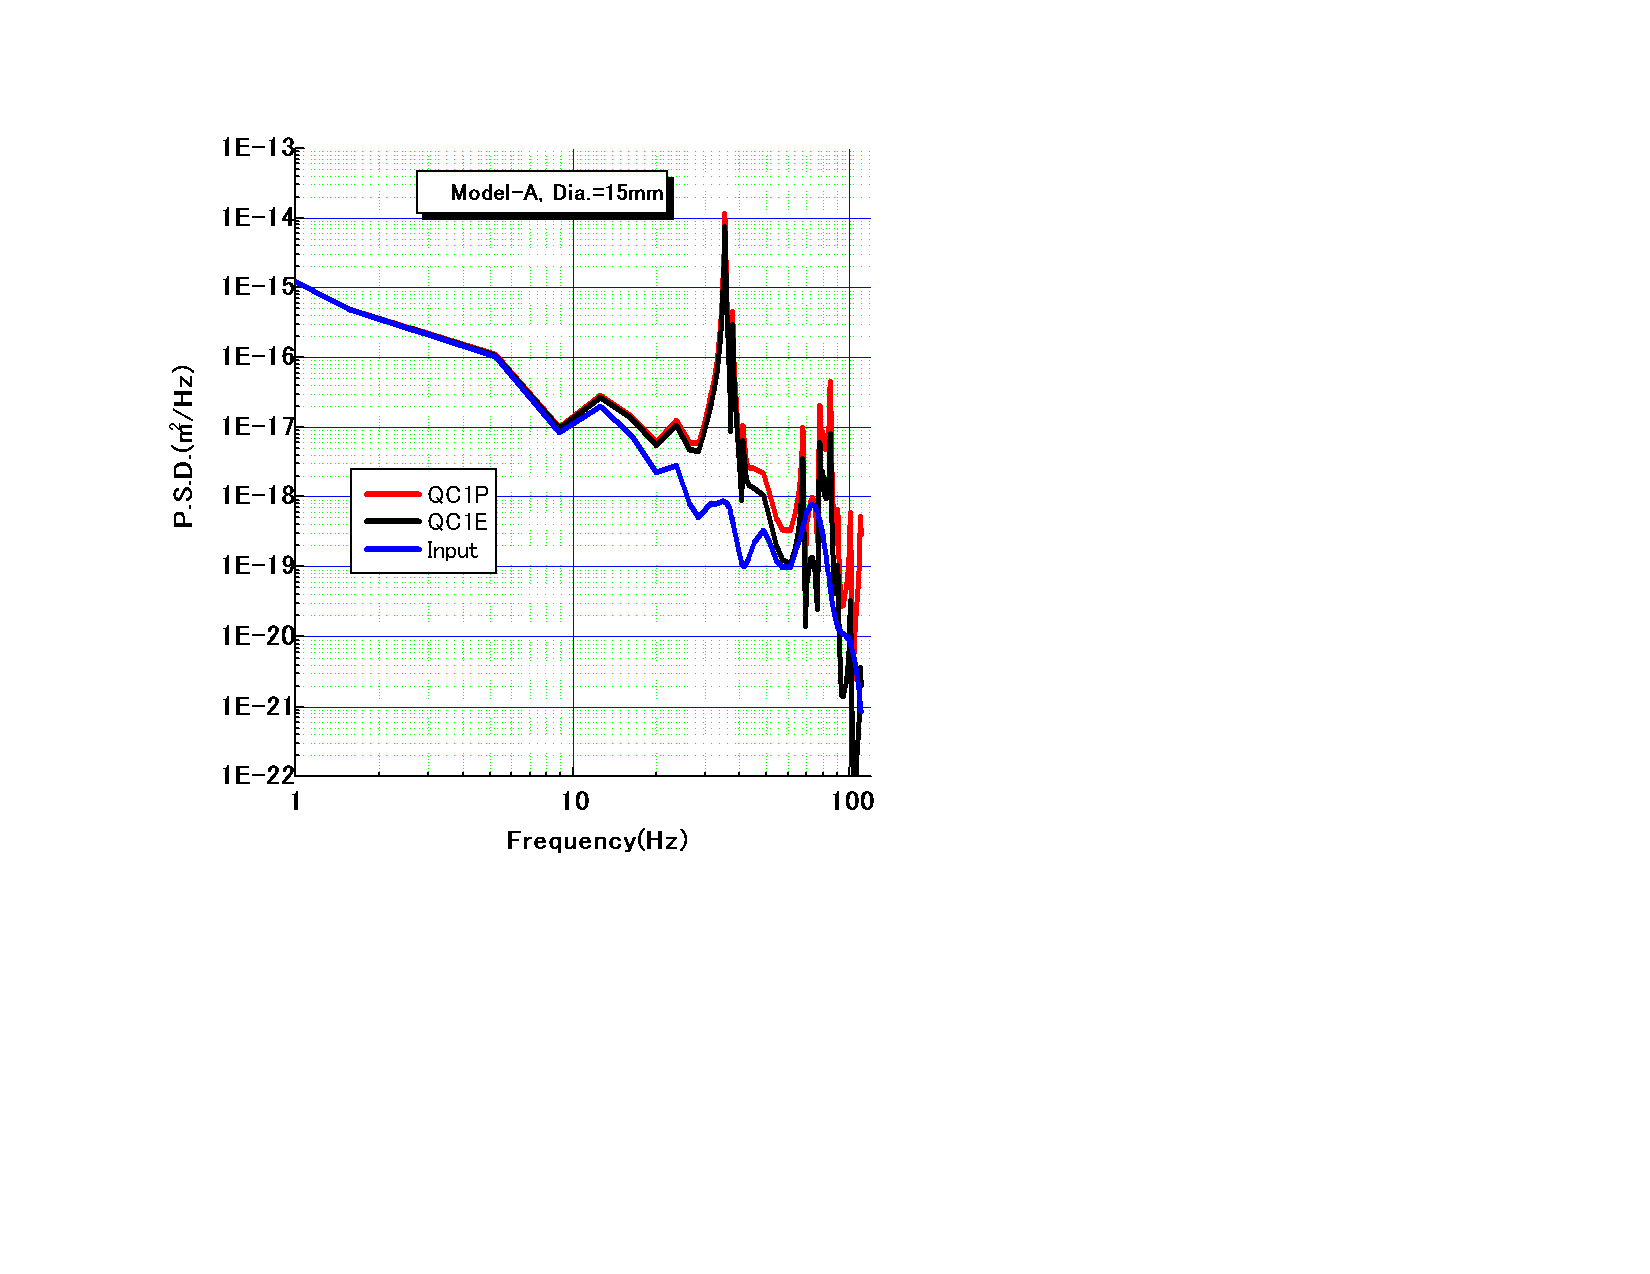 1E-13
Model-A, Dia.=15mm
1E-14
1E-15
1E-16
P.S.D.(㎡/Hz)
1E-17
1E-18
QC1P
QC1E
Input
1E-19
1E-20
1E-21
1E-22
1 10 100
Frequency(Hz)